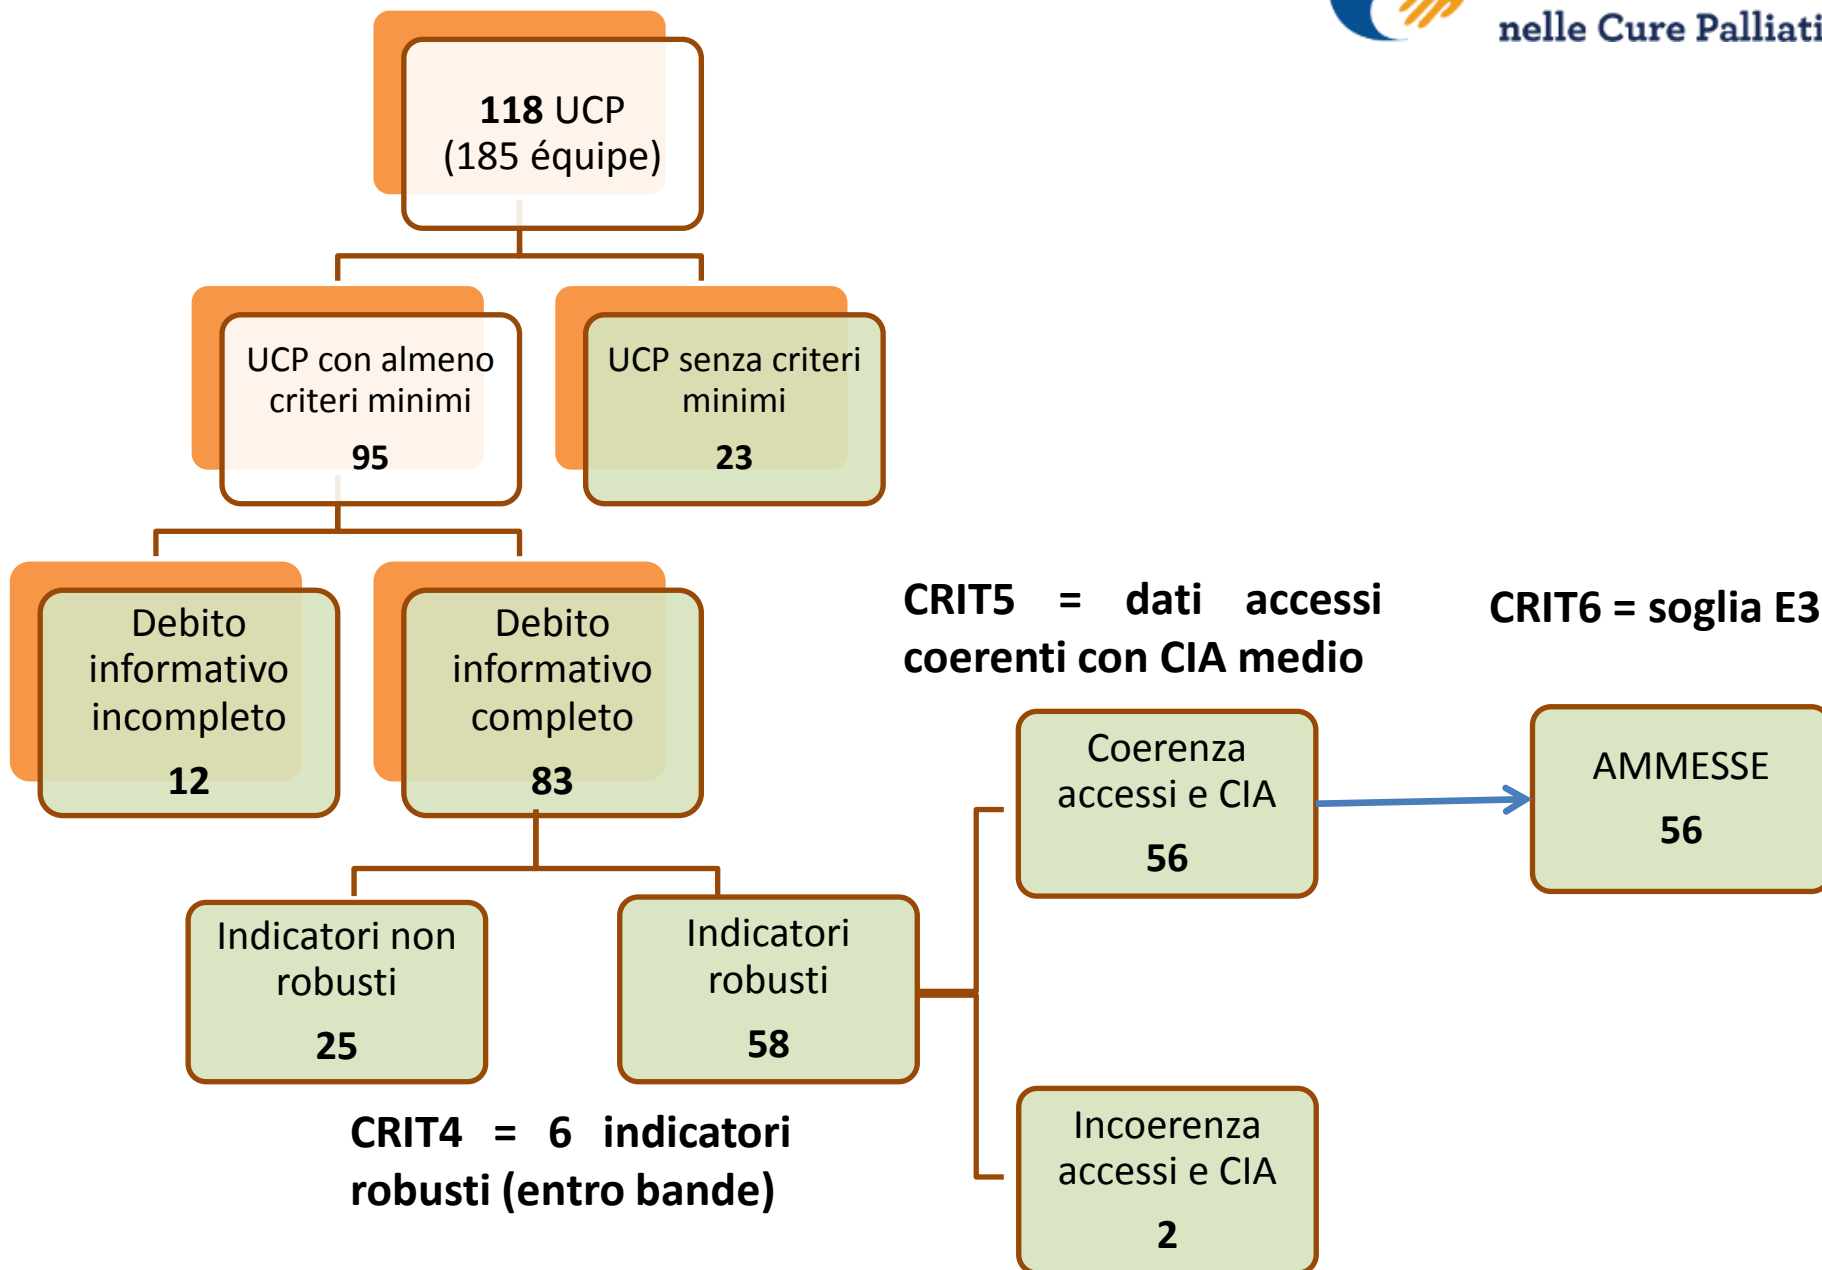 nelle Cure Palliati
118 UCP
(185 équipe)
UCP con almeno
criteri minimi
95
UCP senza criteri
minimi
23
Debito
informativo
incompleto
12
Debito
informativo
completo
83
CRIT5 = dati accessi
coerenti con CIA medio
CRIT6 = soglia E3
Coerenza
accessi e CIA
56
AMMESSE
56
Indicatori non
robusti
25
Indicatori
robusti
58
CRIT4 = 6 indicatori
robusti (entro bande)
Incoerenza
accessi e CIA
2